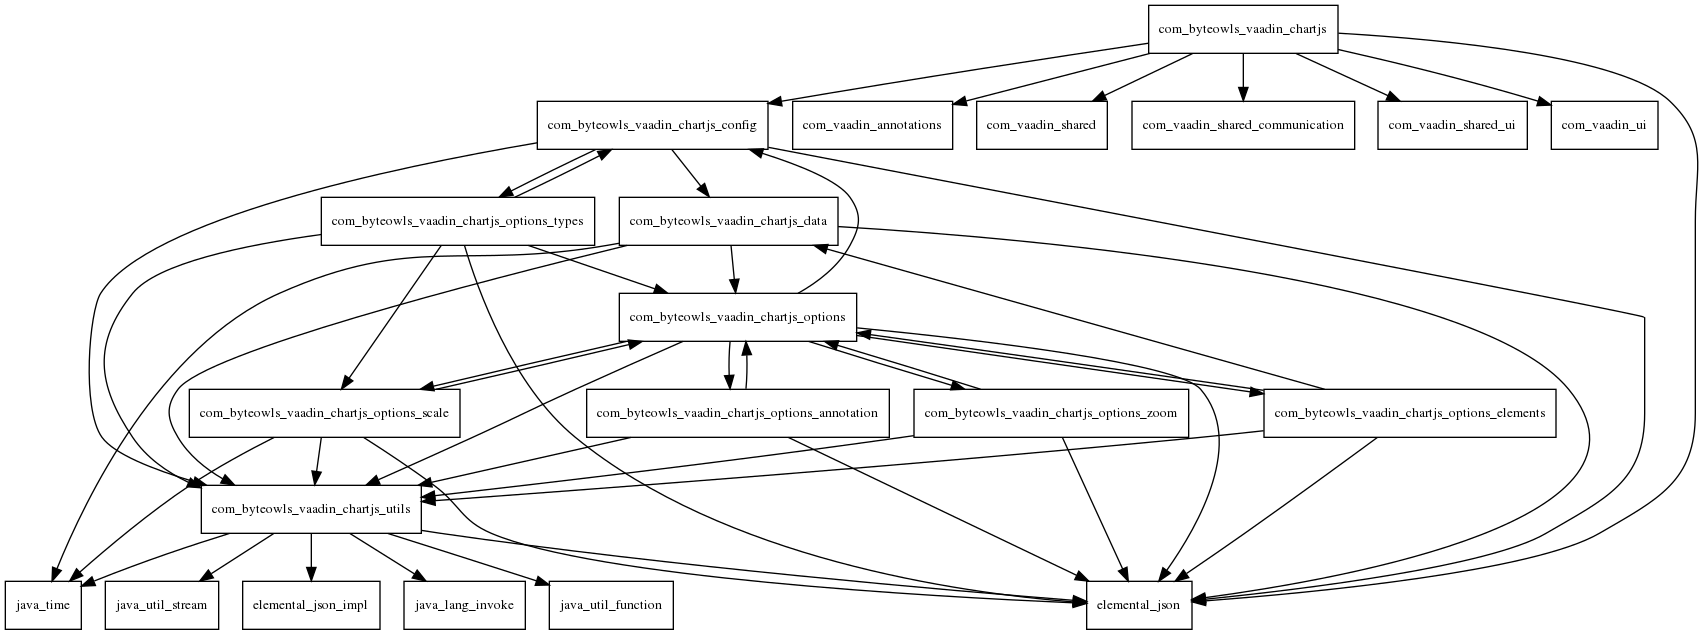 com_byteowls_vaadin_chartjs
com_byteowls_vaadin_chartjs_config
com_vaadin_annotations
com_vaadin_shared
com_vaadin_shared_communication
com_vaadin_shared_ui
com_vaadin_ui
com_byteowls_vaadin_chartjs_options_types
com_byteowls_vaadin_chartjs_data
com_byteowls_vaadin_chartjs_options
com_byteowls_vaadin_chartjs_options_scale
com_byteowls_vaadin_chartjs_options_annotation
com_byteowls_vaadin_chartjs_options_zoom
com_byteowls_vaadin_chartjs_options_elements
com_byteowls_vaadin_chartjs_utils
java_time
java_util_stream
elemental_json_impl
java_lang_invoke
java_util_function
elemental_json